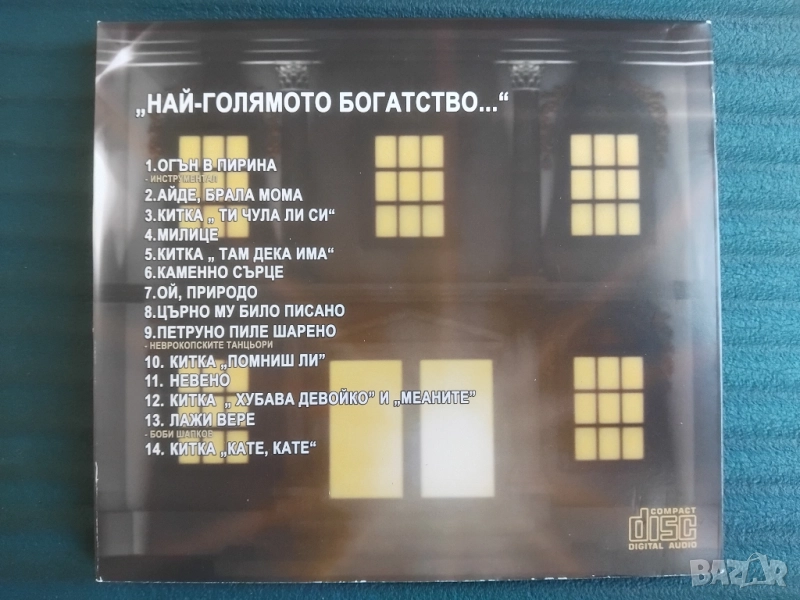 „НАЙ-ГОЛЯМОТО БОГАТСТВО...“
1.ОГЪН В ПИРИНА
- ИНСТРУМЕНТАЛ
2.АЙДЕ, БРАЛА МОМА
3.КИТКА „ ТИ ЧУЛА ЛИ СИ“
4.МИЛИЦЕ
5.КИТКА „ ТАМ ДЕКА ИМА“
6.КАМЕННО СЪРЦЕ
7.ОЙ, ПРИРОДО
8.ЦЪРНО МУ БИЛО ПИСАНО
9.ПЕТРУНО ПИЛЕ ШАРЕНО
- НЕВРОКОПСКИТЕ ТАНЦЬОРИ
10. КИТКА „ПОМНИШ ЛИ”
11. НЕВЕНО
12. КИТКА „ ХУБАВА ДЕВОЙКО” И „МЕАНИТЕ”
13. ЛАЖИ ВЕРЕ
- БОБИ ШАПКОВ
14. КИТКА „КАТЕ, КАТЕ“
COMPACT
disc
DIGITAL AUDIO
BAZAR